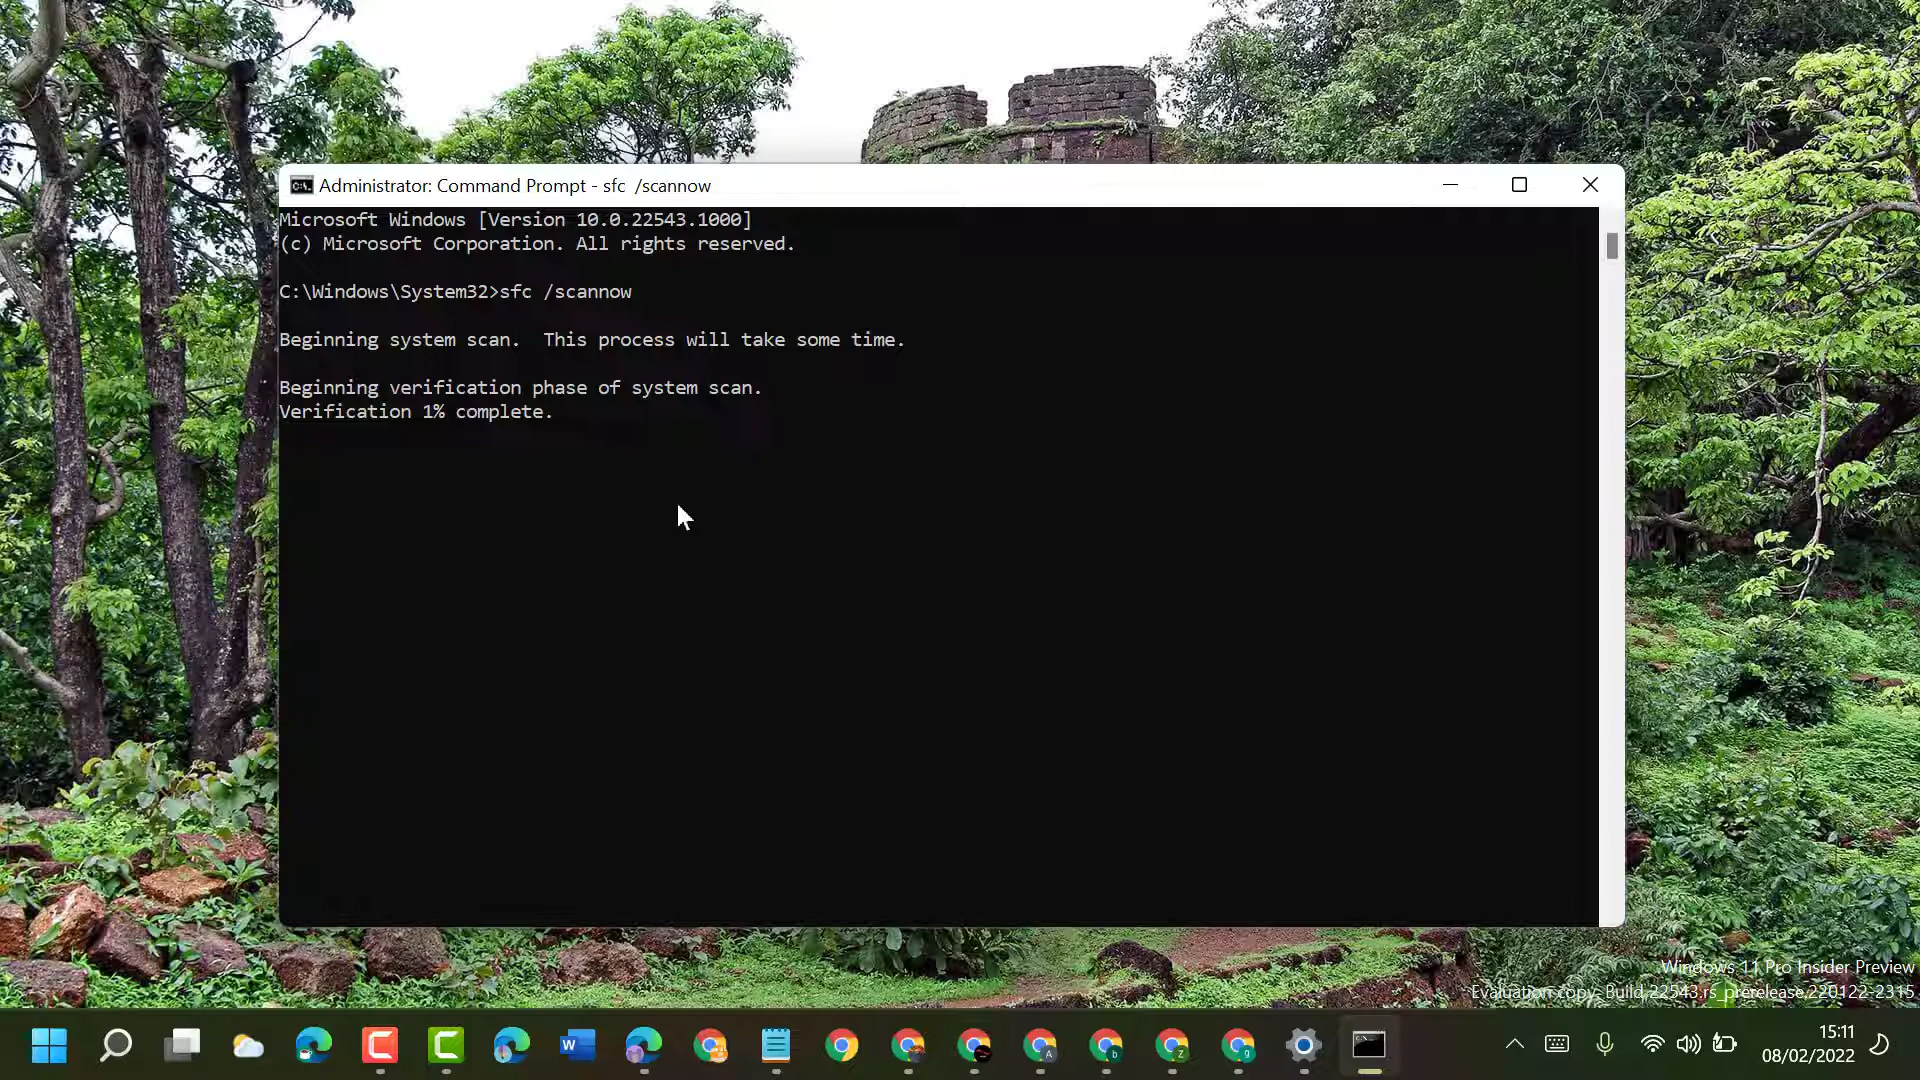 Administrator: Command Prompt - sfc  /scannow
Microsoft Windows [Version 10.0.22543.1000]
(c) Microsoft Corporation. All rights reserved.
C:\Windows\System32>sfc /scannow
Beginning system scan.  This process will take some time.
Beginning verification phase of system scan.
Verification 1% complete.
Windows 11 Pro Insider Preview
Evaluation copy. Build 22543.rs_prerelease.220122-2315
15:11
08/02/2022